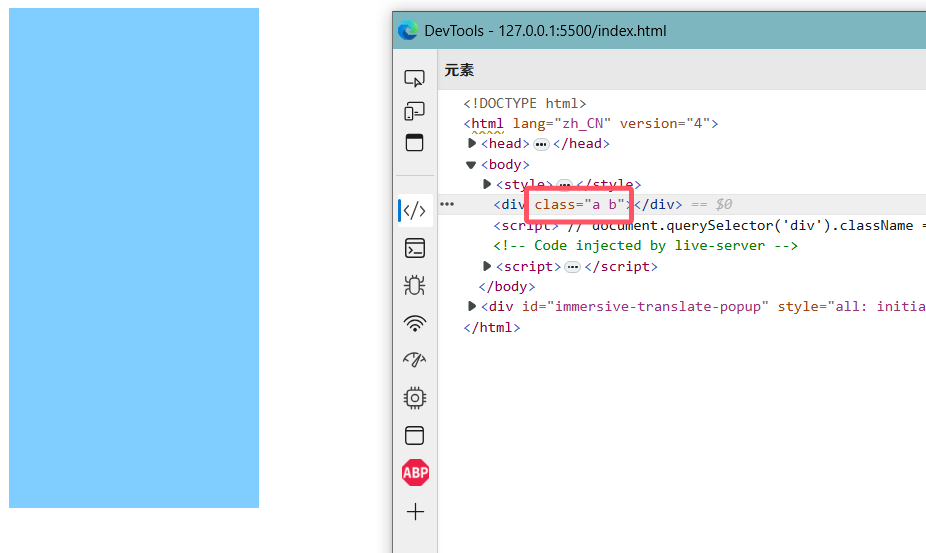 DevTools - 127.0.0.1:5500/index.html
元素
<!DOCTYPE html>
<html lang="zh_CN" version="4">
<head> ••• </head>
<body>
<style> ••• </style>
••• <div class="a b"></div> == $0
<script> // document.querySelector('div').className =
<!-- Code injected by live-server -->
<script> ••• </script>
</body>
<div id="immersive-translate-popup" style="all: initia
</html>
ABP